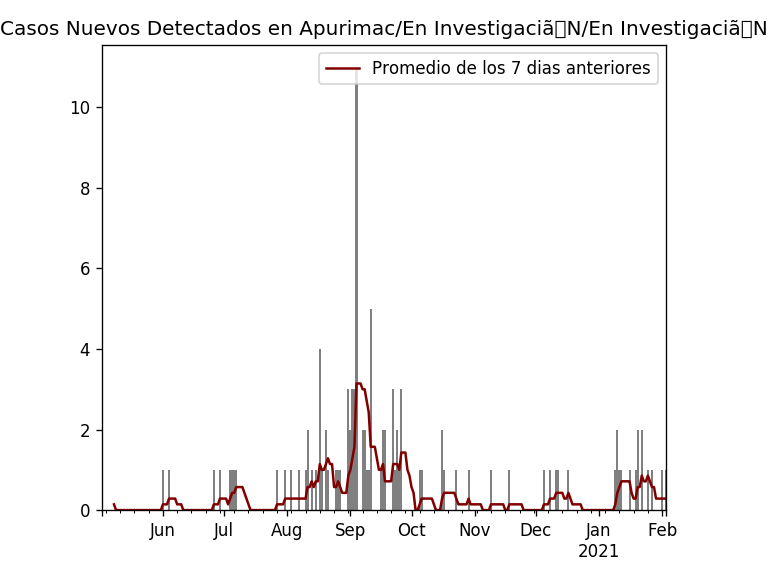 Casos Nuevos Detectados en Apurimac/En Investigaciã▯N/En Investigaciã▯N
Promedio de los 7 dias anteriores
10
8
6
4
2
0
Jun Jul Aug Sep Oct Nov Dec Jan Feb
2021